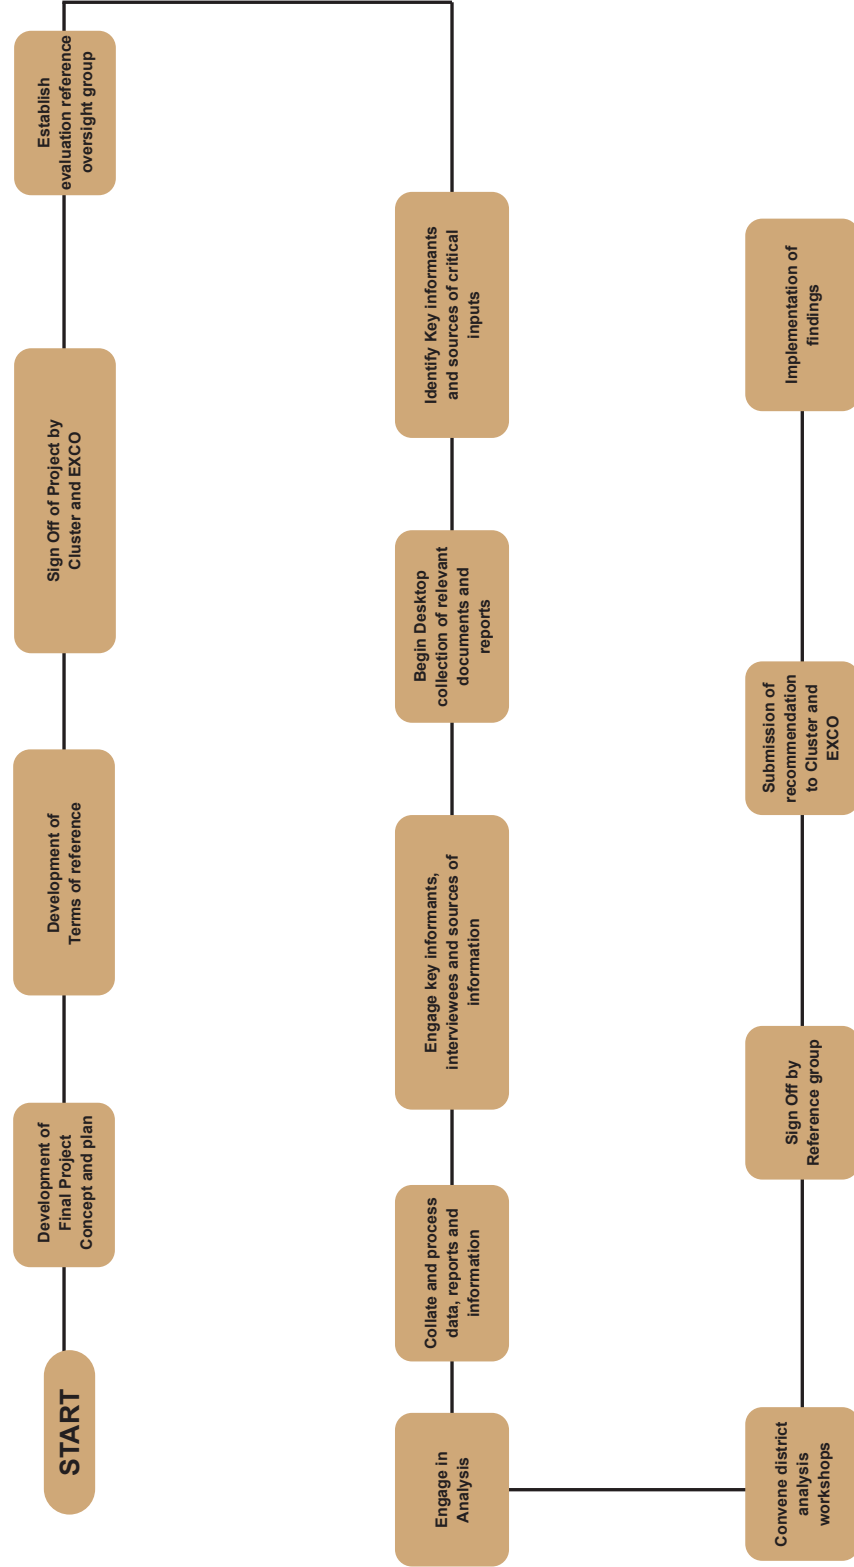 START
Development of
Final Project
Concept and plan
Development of
Terms of reference
Sign Off of Project by
Cluster and EXCO
Establish
evaluation reference
oversight group
Identify Key informants
and sources of critical
inputs
Begin Desktop
collection of relevant
documents and
reports
Engage key informants,
interviewees and sources of
information
Collate and process
data, reports and
information
Engage in
Analysis
Convene district
analysis
workshops
Sign Off by
Reference group
Submission of
recommendation
to Cluster and
EXCO
Implementation of
findings